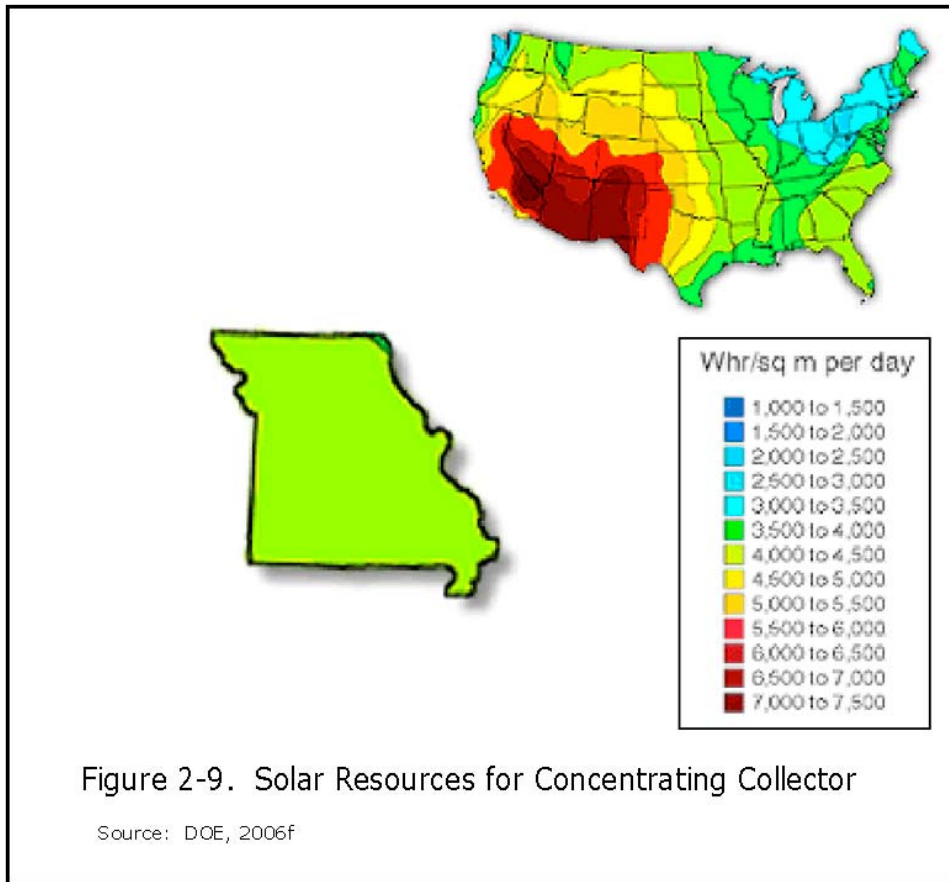 Whr/sq m per day
1,000 to 1,500
1,500 to 2,000
2,000 to 2,500
2,500 to 3,000
3,000 to 3,500
3,500 to 4,000
4,000 to 4,500
4,500 to 5,000
5,000 to 5,500
5,500 to 6,000
6,000 to 6,500
6,500 to 7,000
7,000 to 7,500
Figure 2-9. Solar Resources for Concentrating Collector
Source: DOE, 2006f